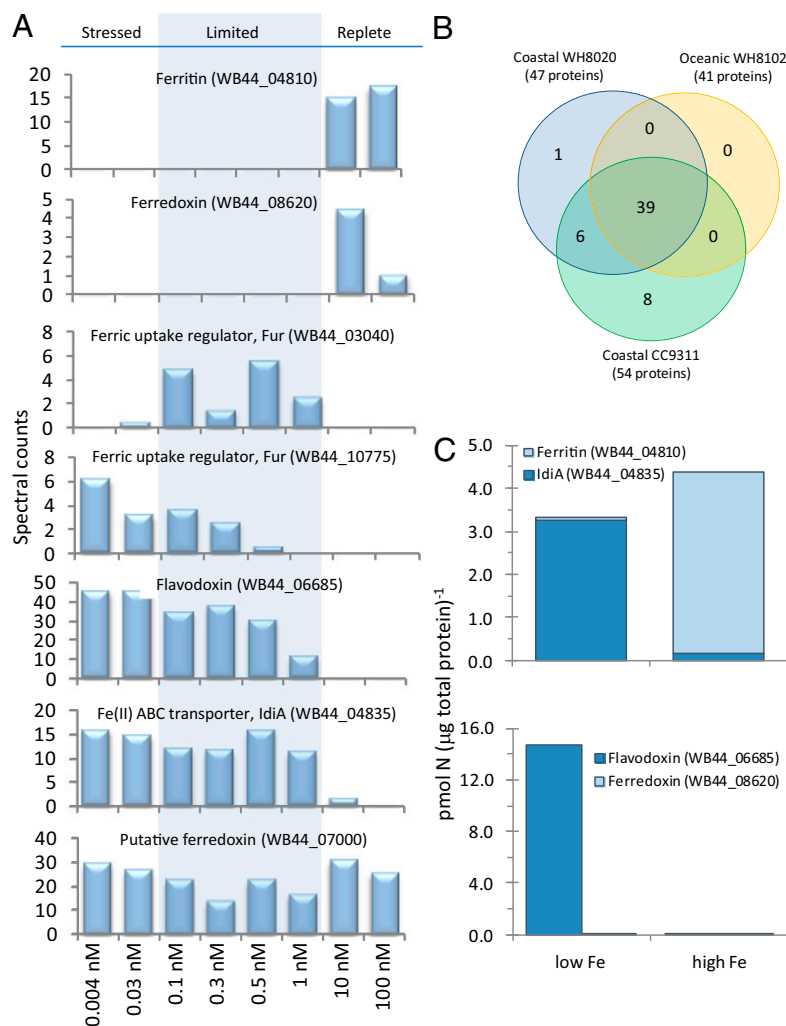 A
Stressed Limited Replete
Ferritin (WB44_04810)
20
15
10
5
0
Ferredoxin (WB44_08620)
5
4
3
2
1
0
Ferric uptake regulator, Fur (WB44_03040)
8
6
4
2
0
Ferric uptake regulator, Fur (WB44_10775)
8
6
4
2
0
Flavodoxin (WB44_06685)
50
40
30
20
10
0
Fe(II) ABC transporter, IdiA (WB44_04835)
20
15
10
5
0
Putative ferredoxin (WB44_07000)
40
30
20
10
0
Spectral counts
0.004 nM
0.03 nM
0.1 nM
0.3 nM
0.5 nM
1 nM
10 nM
100 nM
B
Coastal WH8020
(47 proteins)
Oceanic WH8102
(41 proteins)
1
0
0
39
6
0
8
Coastal CC9311
(54 proteins)
C
5.0
4.0
3.0
2.0
1.0
0.0
Ferritin (WB44_04810)
IdiA (WB44_04835)
pmol N (µg total protein)⁻¹
16.0
12.0
8.0
4.0
0.0
Flavodoxin (WB44_06685)
Ferredoxin (WB44_08620)
low Fe high Fe